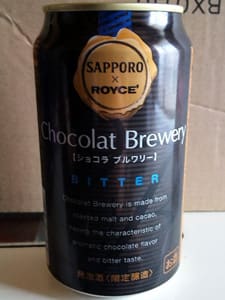 SAPPORO
×
ROYCE'
Chocolat Brewery
【ショコラ ブルワリー】
BITTER
Chocolat Brewery is made from
roasted malt and cacao,
having the characteristic of
aromatic chocolate flavor
and bitter taste.
発泡酒〈限定醸造〉
お酒